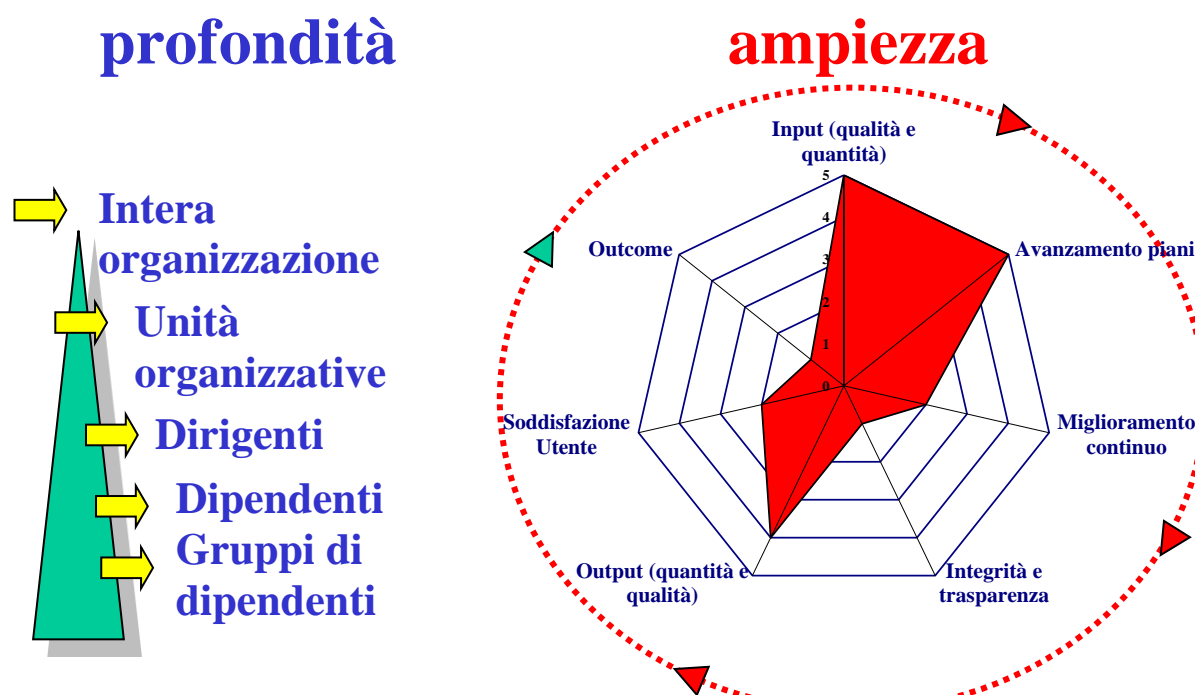 profondità
ampiezza
Intera
organizzazione
Unità
organizzative
Dirigenti
Dipendenti
Gruppi di
dipendenti
Input (qualità e
quantità)
Avanzamento piani
Miglioramento
continuo
Integrità e
trasparenza
Output (quantità e
qualità)
Soddisfazione
Utente
Outcome
5
4
3
2
1
0